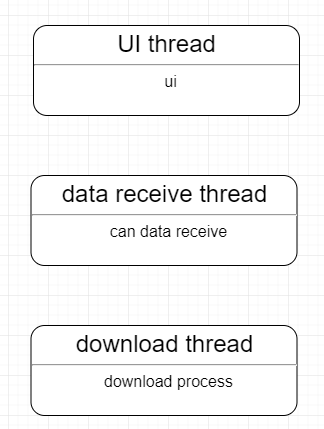 UI thread
ui
data receive thread
can data receive
download thread
download process